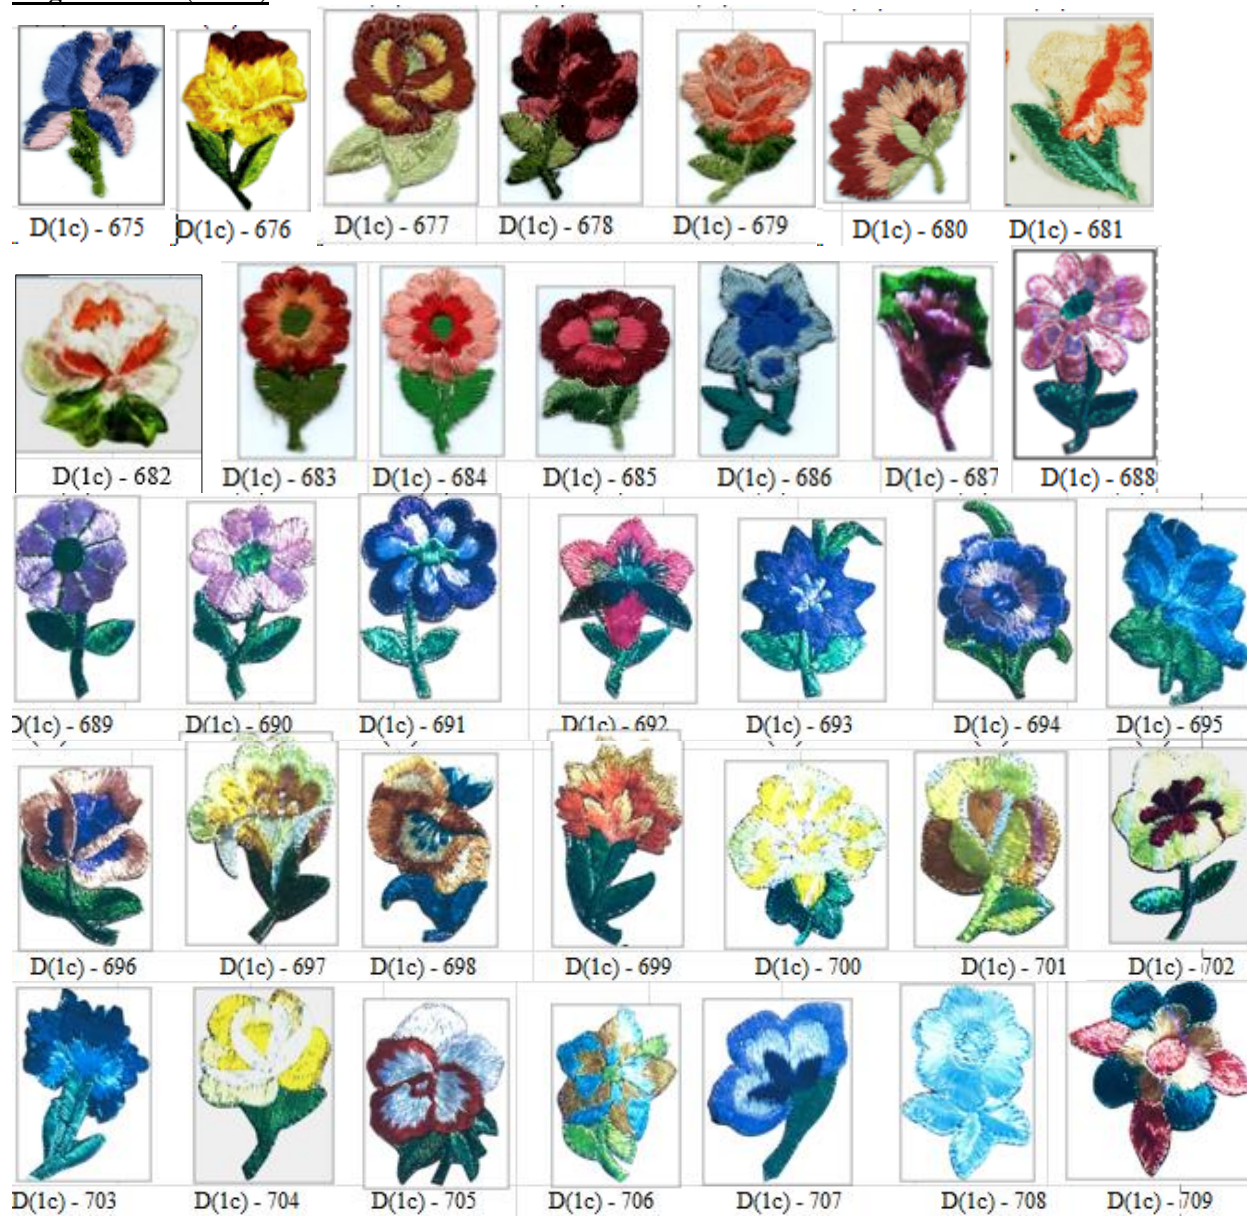 D(1c) - 675 D(1c) - 676 D(1c) - 677 D(1c) - 678 D(1c) - 679 D(1c) - 680 D(1c) - 681
D(1c) - 682 D(1c) - 683 D(1c) - 684 D(1c) - 685 D(1c) - 686 D(1c) - 687 D(1c) - 688
D(1c) - 689 D(1c) - 690 D(1c) - 691 D(1c) - 692 D(1c) - 693 D(1c) - 694 D(1c) - 695
D(1c) - 696 D(1c) - 697 D(1c) - 698 D(1c) - 699 D(1c) - 700 D(1c) - 701 D(1c) - 702
D(1c) - 703 D(1c) - 704 D(1c) - 705 D(1c) - 706 D(1c) - 707 D(1c) - 708 D(1c) - 709